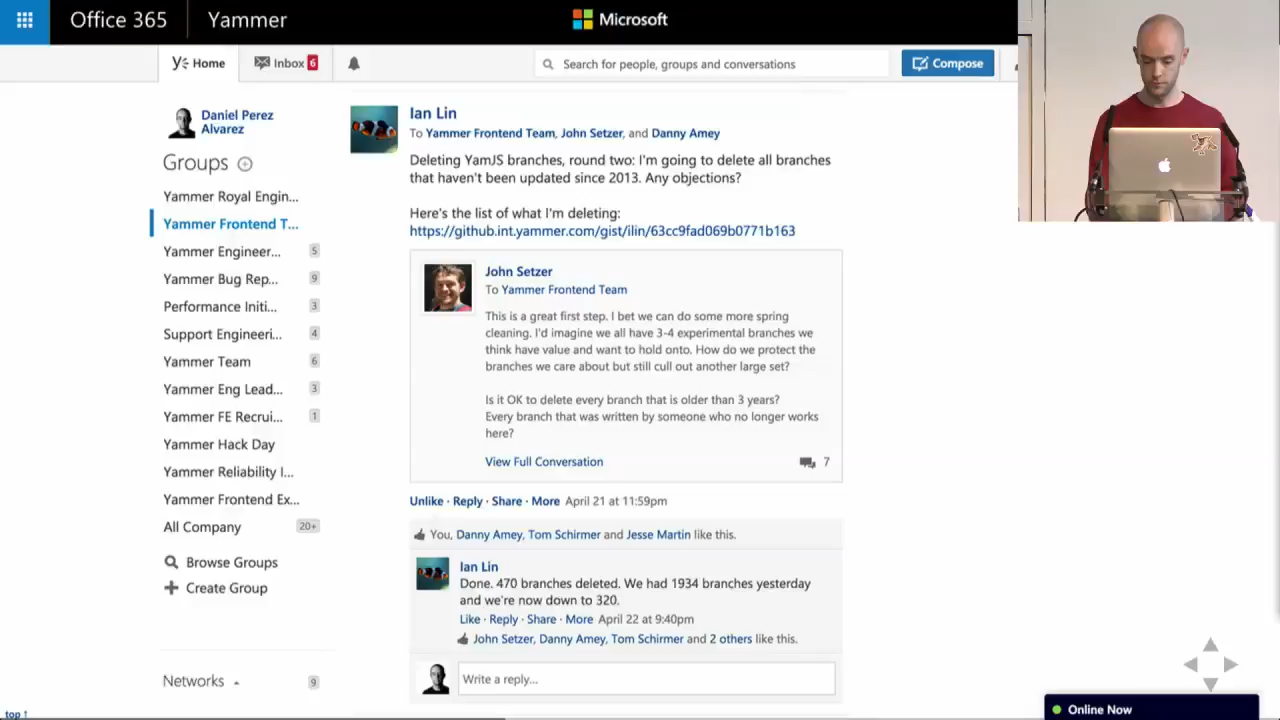 Office 365
Yammer
Microsoft
Home
Inbox 6
Search for people, groups and conversations
Compose
Daniel Perez
Alvarez
Groups
Yammer Royal Engin...
Yammer Frontend T...
Yammer Engineer... 5
Yammer Bug Rep... 9
Performance Initi... 3
Support Engineeri... 4
Yammer Team 6
Yammer Eng Lead... 3
Yammer FE Recrui... 1
Yammer Hack Day
Yammer Reliability I...
Yammer Frontend Ex...
All Company 20+
Browse Groups
Create Group
Networks 9
top ↑
Ian Lin
To Yammer Frontend Team, John Setzer, and Danny Amey
Deleting YamJS branches, round two: I'm going to delete all branches
that haven't been updated since 2013. Any objections?
Here's the list of what I'm deleting:
https://github.int.yammer.com/gist/ilin/63cc9fad069b0771b163
John Setzer
To Yammer Frontend Team
This is a great first step. I bet we can do some more spring
cleaning. I'd imagine we all have 3-4 experimental branches we
think have value and want to hold onto. How do we protect the
branches we care about but still cull out another large set?
Is it OK to delete every branch that is older than 3 years?
Every branch that was written by someone who no longer works
here?
View Full Conversation 7
Unlike · Reply · Share · More April 21 at 11:59pm
You, Danny Amey, Tom Schirmer and Jesse Martin like this.
Ian Lin
Done. 470 branches deleted. We had 1934 branches yesterday
and we're now down to 320.
Like · Reply · Share · More April 22 at 9:40pm
John Setzer, Danny Amey, Tom Schirmer and 2 others like this.
Write a reply...
Online Now